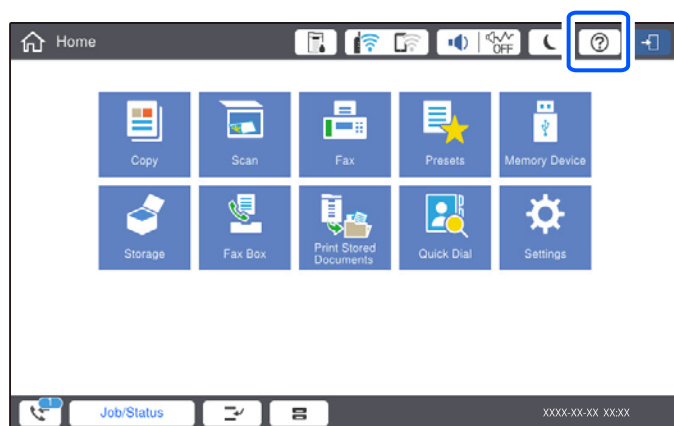 Home
OFF
?
Copy
Scan
Fax
Presets
Memory Device
Storage
Fax Box
Print Stored
Documents
Quick Dial
Settings
1
Job/Status
XXXX-XX-XX XX:XX